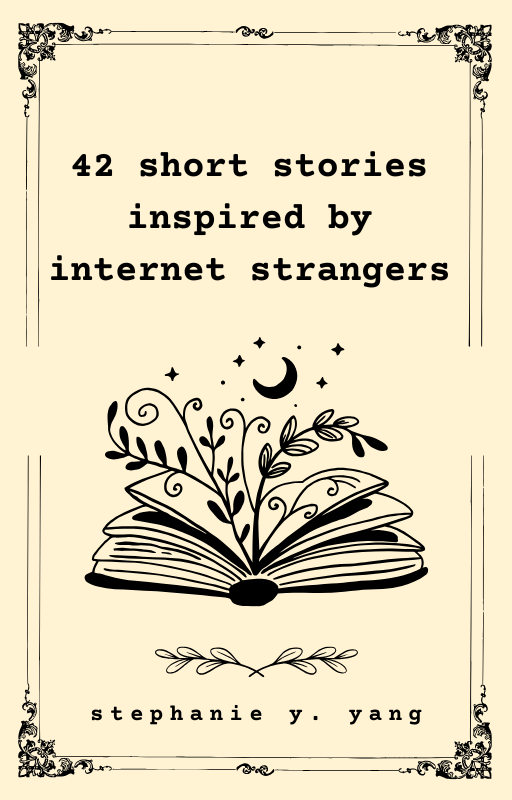 42 short stories
inspired by
internet strangers
stephanie y. yang